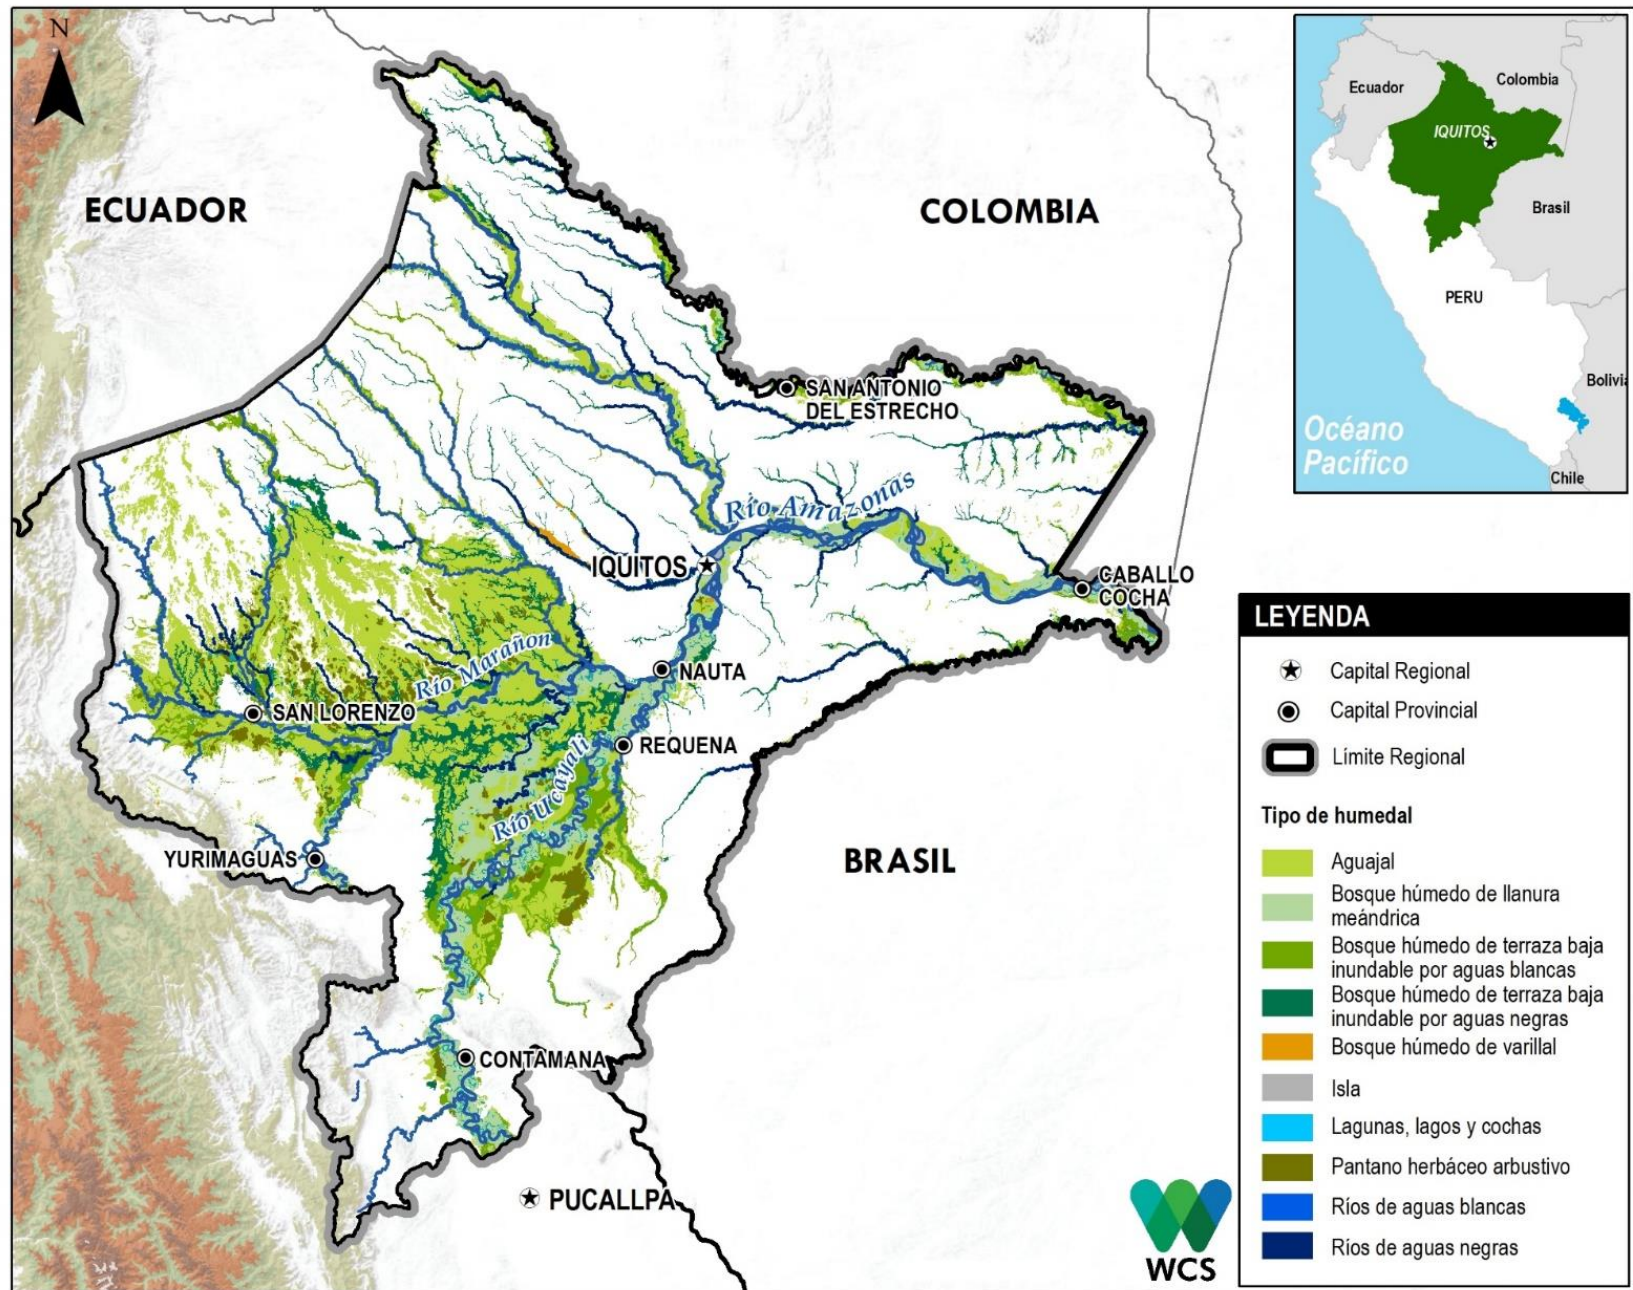 N
ECUADOR
COLOMBIA
SAN ANTONIO
DEL ESTRECHO
Río Amazonas
IQUITOS
CABALLO
COCHA
Río Marañon
NAUTA
SAN LORENZO
REQUENA
Río Ucayali
YURIMAGUAS
BRASIL
CONTAMANA
PUCALLPA
WCS
Ecuador
Colombia
IQUITOS
Brasil
PERU
Bolivia
Océano
Pacífico
Chile
LEYENDA
Capital Regional
Capital Provincial
Límite Regional
Tipo de humedal
Aguajal
Bosque húmedo de llanura
meándrica
Bosque húmedo de terraza baja
inundable por aguas blancas
Bosque húmedo de terraza baja
inundable por aguas negras
Bosque húmedo de varillal
Isla
Lagunas, lagos y cochas
Pantano herbáceo arbustivo
Ríos de aguas blancas
Ríos de aguas negras